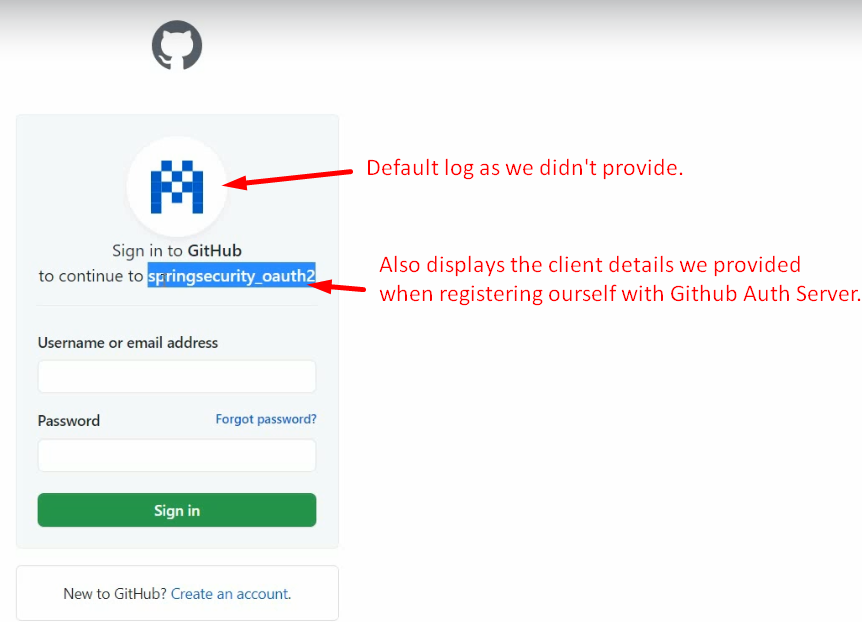 Default log as we didn't provide.
Sign in to GitHub
to continue to springsecurity_oauth2
Also displays the client details we provided
when registering ourself with Github Auth Server.
Username or email address
Password
Forgot password?
Sign in
New to GitHub? Create an account.